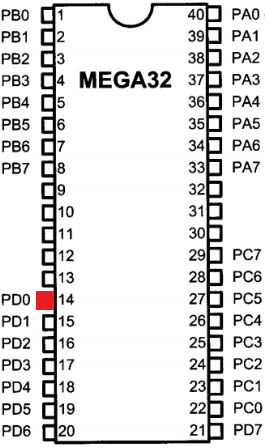 PB0 1 40 PA0
PB1 2 39 PA1
PB2 3 38 PA2
PB3 4 MEGA32 37 PA3
PB4 5 36 PA4
PB5 6 35 PA5
PB6 7 34 PA6
PB7 8 33 PA7
9 32
10 31
11 30
12 29 PC7
13 28 PC6
PD0 14 27 PC5
PD1 15 26 PC4
PD2 16 25 PC3
PD3 17 24 PC2
PD4 18 23 PC1
PD5 19 22 PC0
PD6 20 21 PD7